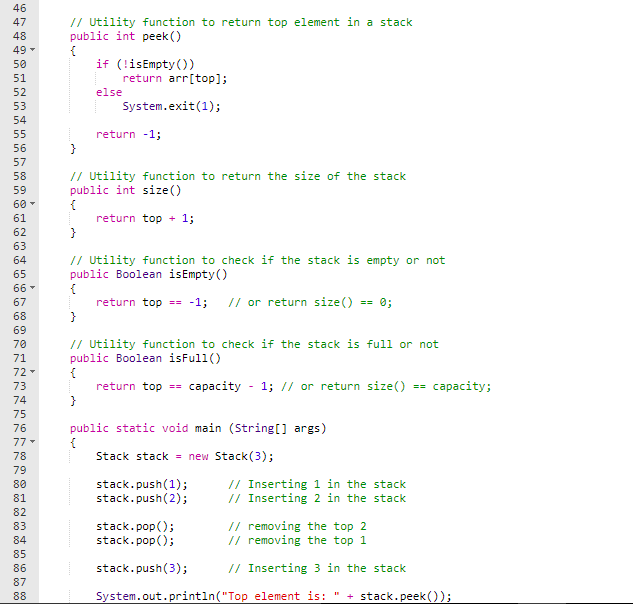 46
47 // Utility function to return top element in a stack
48 public int peek()
49 {
50 if (!isEmpty())
51 return arr[top];
52 else
53 System.exit(1);
54
55 return -1;
56 }
57
58 // Utility function to return the size of the stack
59 public int size()
60 {
61 return top + 1;
62 }
63
64 // Utility function to check if the stack is empty or not
65 public Boolean isEmpty()
66 {
67 return top == -1; // or return size() == 0;
68 }
69
70 // Utility function to check if the stack is full or not
71 public Boolean isFull()
72 {
73 return top == capacity - 1; // or return size() == capacity;
74 }
75
76 public static void main (String[] args)
77 {
78 Stack stack = new Stack(3);
79
80 stack.push(1); // Inserting 1 in the stack
81 stack.push(2); // Inserting 2 in the stack
82
83 stack.pop(); // removing the top 2
84 stack.pop(); // removing the top 1
85
86 stack.push(3); // Inserting 3 in the stack
87
88 System.out.println("Top element is: " + stack.peek());